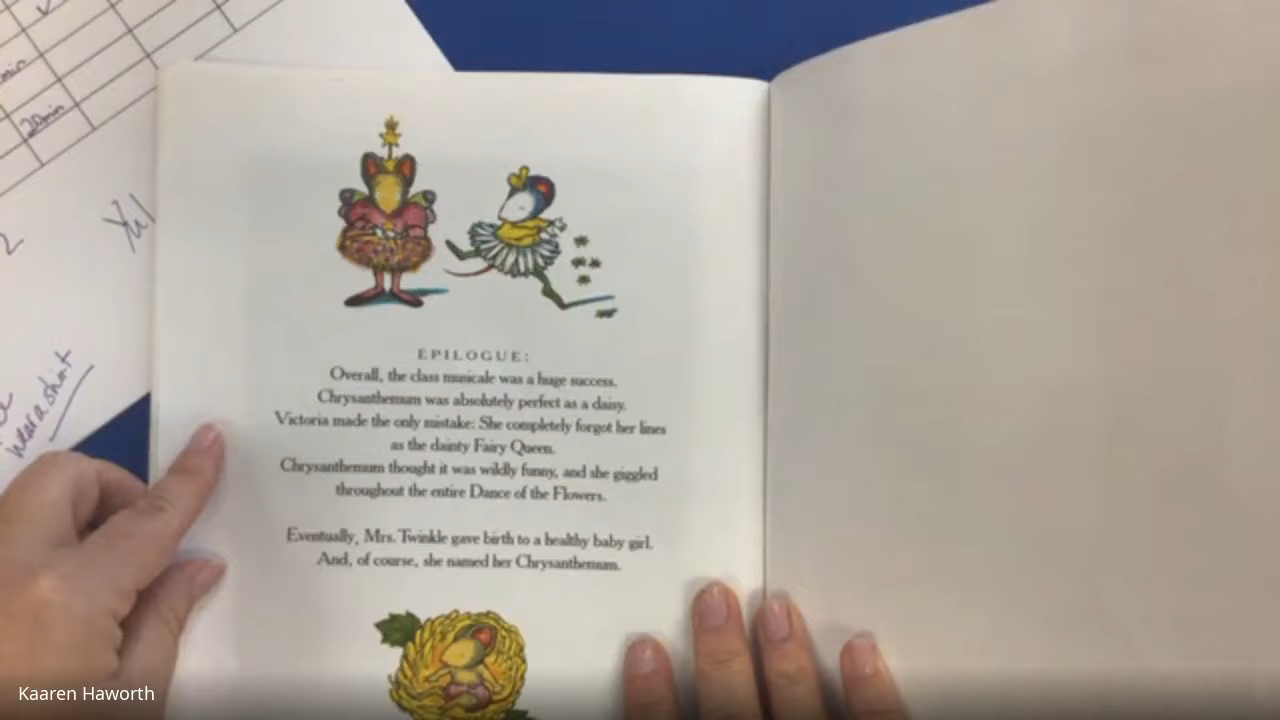 20min
2
wear a shirt
EPILOGUE:
Overall, the class musicale was a huge success.
Chrysanthemum was absolutely perfect as a daisy.
Victoria made the only mistake: She completely forgot her lines
as the dainty Fairy Queen.
Chrysanthemum thought it was wildly funny, and she giggled
throughout the entire Dance of the Flowers.
Eventually, Mrs. Twinkle gave birth to a healthy baby girl.
And, of course, she named her Chrysanthemum.
Kaaren Haworth